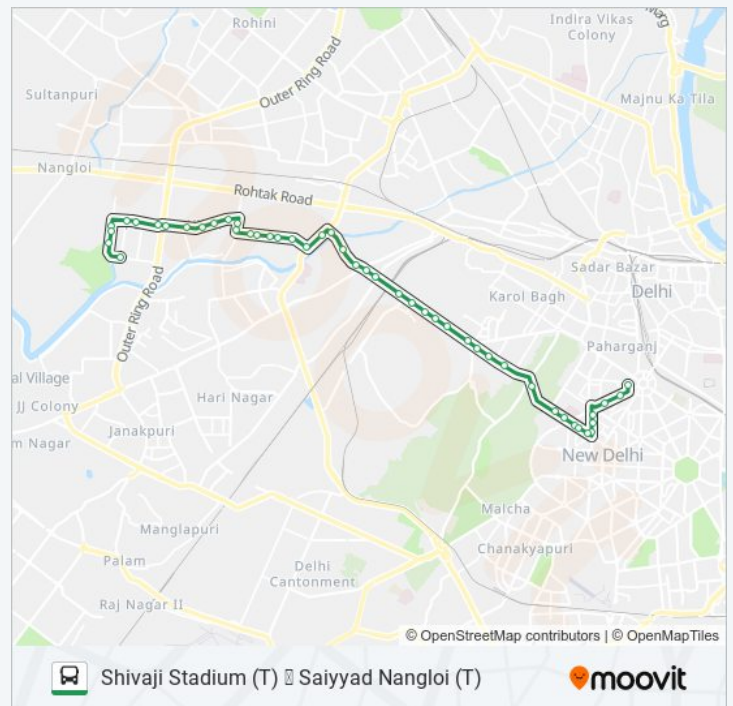 Rohini
Indira Vikas
Colony
Marg
Outer Ring Road
Sultanpuri
Majnu Ka Tila
Nangloi
Rohtak Road
Sadar Bazar
Karol Bagh
Delhi
Outer Ring Road
Paharganj
al Village
JJ Colony
Hari Nagar
m Nagar
Janakpuri
New Delhi
Malcha
Manglapuri
Chanakyapuri
Palam
Delhi
Cantonment
Raj Nagar II
© OpenStreetMap contributors | © OpenMapTiles
Shivaji Stadium (T) Saiyyad Nangloi (T)
moovit